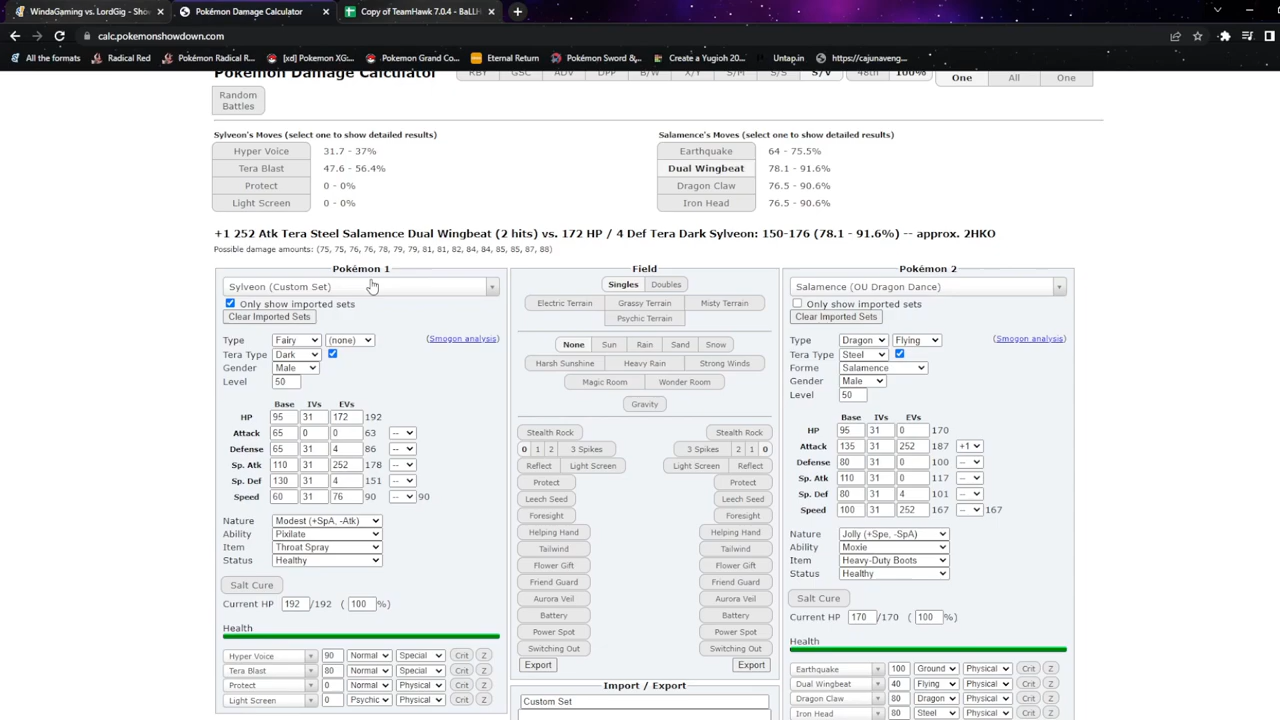 WindaGaming vs. LordGig - Show
Pokémon Damage Calculator
Copy of TeamHawk 7.0.4 - BaLLH
calc.pokemonshowdown.com
All the formats
Radical Red
Pokémon Radical R...
[xd] Pokémon XG:...
Pokemon Grand Co...
Eternal Return
Pokémon Sword &...
Create a Yugioh 20...
Untap.in
https://cajunaveng...
Pokémon Damage Calculator
RBY GSC ADV DPP B/W X/Y S/M S/S S/V 48th 100% One All One
Random Battles
Sylveon's Moves (select one to show detailed results)
Hyper Voice 31.7 - 37%
Tera Blast 47.6 - 56.4%
Protect 0 - 0%
Light Screen 0 - 0%
Salamence's Moves (select one to show detailed results)
Earthquake 64 - 75.5%
Dual Wingbeat 78.1 - 91.6%
Dragon Claw 76.5 - 90.6%
Iron Head 76.5 - 90.6%
+1 252 Atk Tera Steel Salamence Dual Wingbeat (2 hits) vs. 172 HP / 4 Def Tera Dark Sylveon: 150-176 (78.1 - 91.6%) -- approx. 2HKO
Possible damage amounts: (75, 75, 76, 76, 78, 79, 79, 81, 81, 82, 84, 84, 85, 85, 87, 88)
Pokémon 1
Sylveon (Custom Set)
Only show imported sets
Clear Imported Sets
Type Fairy (none) (Smogon analysis)
Tera Type Dark
Gender Male
Level 50
Base IVs EVs
HP 95 31 172 192
Attack 65 0 0 63 --
Defense 65 31 4 86 --
Sp. Atk 110 31 252 178 --
Sp. Def 130 31 4 151 --
Speed 60 31 76 90 -- 90
Nature Modest (+SpA, -Atk)
Ability Pixilate
Item Throat Spray
Status Healthy
Salt Cure
Current HP 192 /192 ( 100 %)
Health
Hyper Voice 90 Normal Special Crit Z
Tera Blast 80 Normal Special Crit Z
Protect 0 Normal Physical Crit Z
Light Screen 0 Psychic Physical Crit Z
Field
Singles Doubles
Electric Terrain Grassy Terrain Misty Terrain
Psychic Terrain
None Sun Rain Sand Snow
Harsh Sunshine Heavy Rain Strong Winds
Magic Room Wonder Room
Gravity
Stealth Rock Stealth Rock
0 1 2 3 Spikes 3 Spikes 2 1 0
Reflect Light Screen Light Screen Reflect
Protect Protect
Leech Seed Leech Seed
Foresight Foresight
Helping Hand Helping Hand
Tailwind Tailwind
Flower Gift Flower Gift
Friend Guard Friend Guard
Aurora Veil Aurora Veil
Battery Battery
Power Spot Power Spot
Switching Out Switching Out
Export Export
Import / Export
Custom Set
Pokémon 2
Salamence (OU Dragon Dance)
Only show imported sets
Clear Imported Sets
Type Dragon Flying (Smogon analysis)
Tera Type Steel
Forme Salamence
Gender Male
Level 50
Base IVs EVs
HP 95 31 0 170
Attack 135 31 252 187 +1
Defense 80 31 0 100 --
Sp. Atk 110 31 0 117 --
Sp. Def 80 31 4 101 --
Speed 100 31 252 167 -- 167
Nature Jolly (+Spe, -SpA)
Ability Moxie
Item Heavy-Duty Boots
Status Healthy
Salt Cure
Current HP 170 /170 ( 100 %)
Health
Earthquake 100 Ground Physical Crit Z
Dual Wingbeat 40 Flying Physical Crit Z
Dragon Claw 80 Dragon Physical Crit Z
Iron Head 80 Steel Physical Crit Z